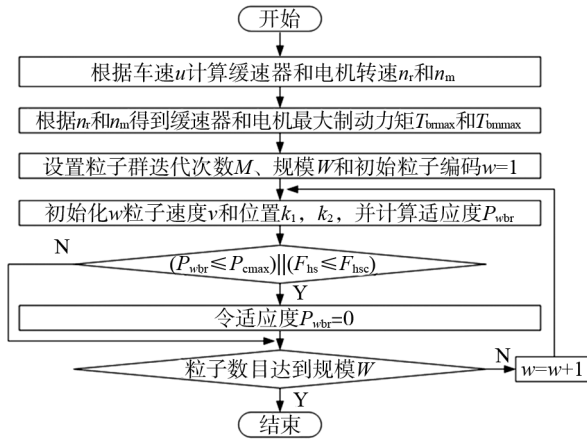 开始
根据车速u计算缓速器和电机转速nr和nm
根据nr和nm得到缓速器和电机最大制动力矩Tbrmax和Tbmmax
设置粒子群迭代次数M、规模W和初始粒子编码w=1
初始化w粒子速度v和位置k1，k2，并计算适应度Pwbr
N
(Pwbr≤Pcmax)||(Fhs≤Fhsc)
Y
令适应度Pwbr=0
粒子数目达到规模W
N
w=w+1
Y
结束